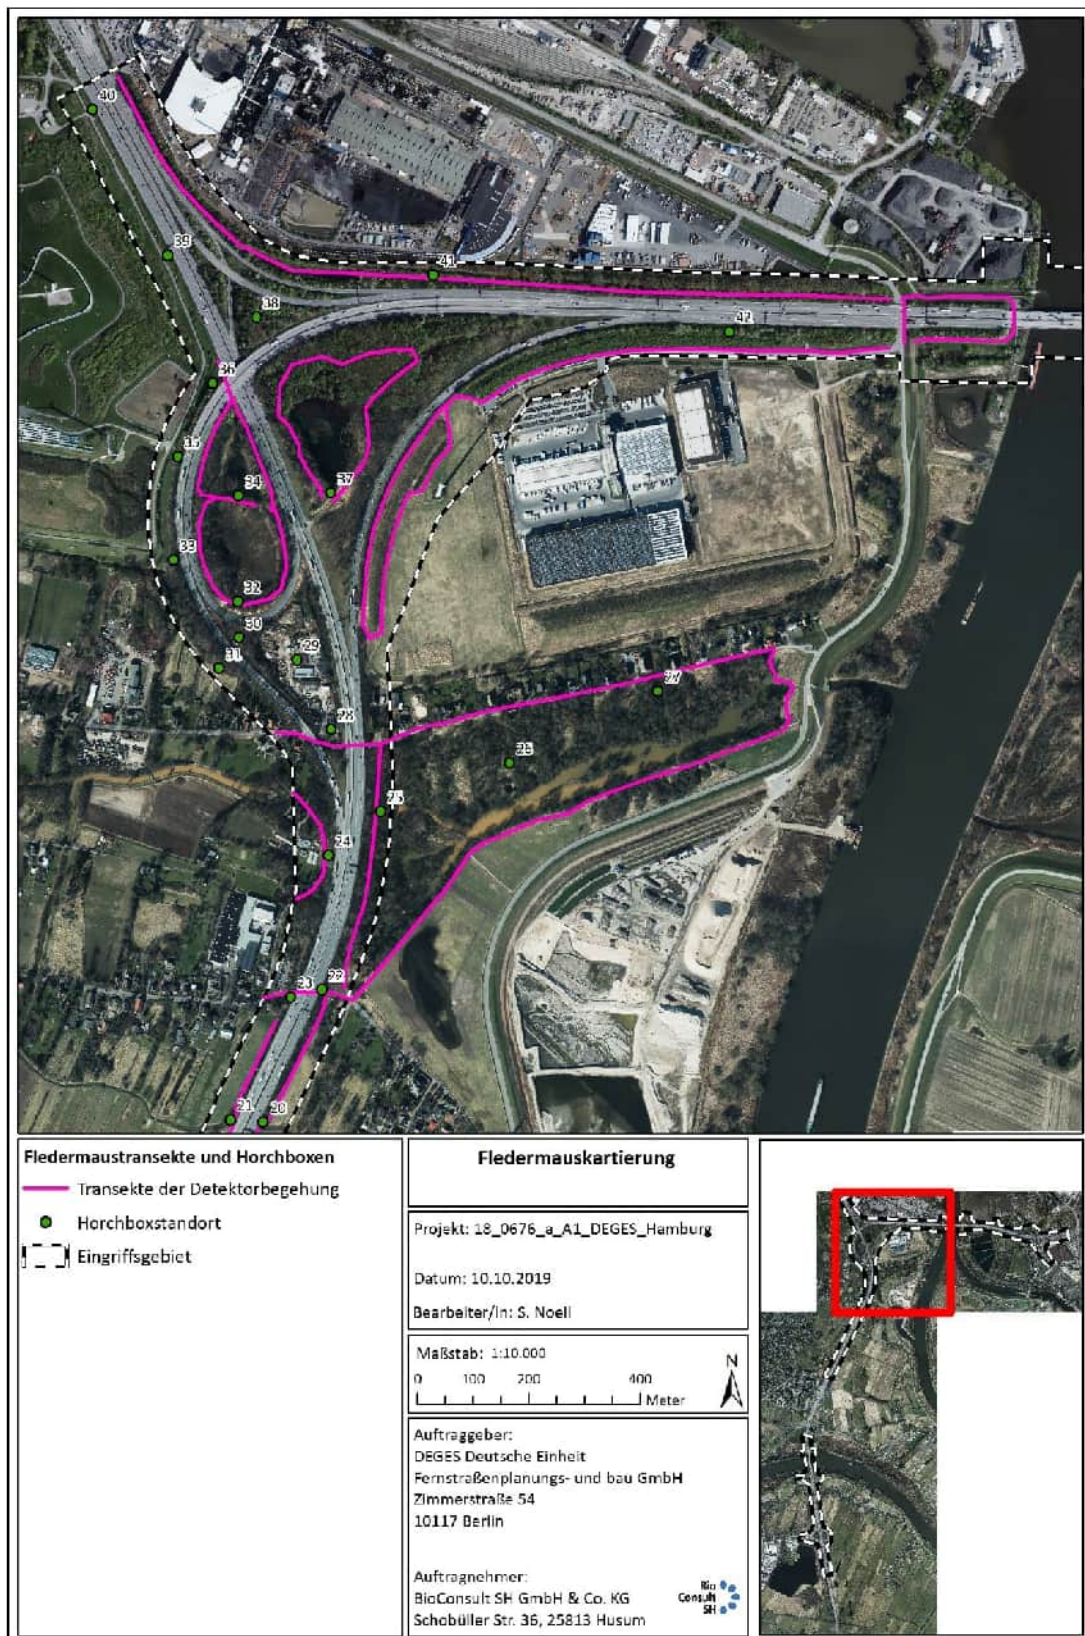 40
39
41
38
42
36
35
37
34
33
32
30
31
29
27
28
26
25
24
22
23
21
20
Fledermaustransekte und Horchboxen
Transekte der Detektorbegehung
Horchboxstandort
Eingriffsgebiet
Fledermauskartierung
Projekt: 18_0676_a_A1_DEGES_Hamburg
Datum: 10.10.2019
Bearbeiter/in: S. Noell
Maßstab: 1:10.000
0 100 200 400
Meter
N
Auftraggeber:
DEGES Deutsche Einheit
Fernstraßenplanungs- und bau GmbH
Zimmerstraße 54
10117 Berlin
Auftragnehmer:
BioConsult SH GmbH & Co. KG
Schobüller Str. 36, 25813 Husum
Bio
Consult
SH